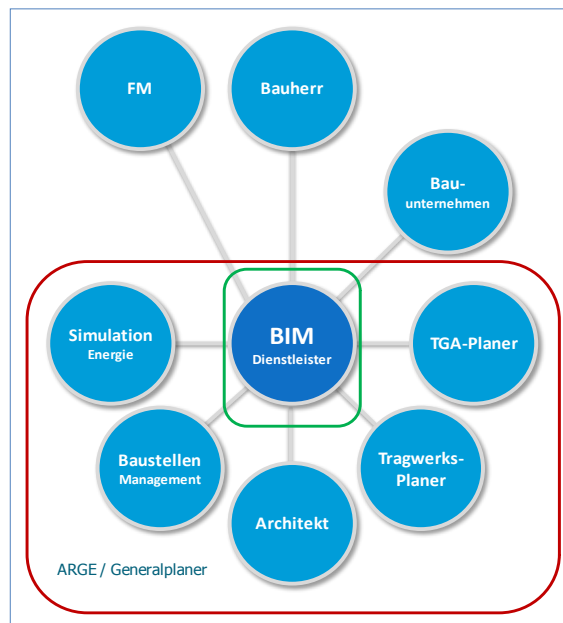 FM
Bauherr
Bau-
unternehmen
Simulation
Energie
BIM
Dienstleister
TGA-Planer
Baustellen
Management
Tragwerks-
Planer
Architekt
ARGE / Generalplaner